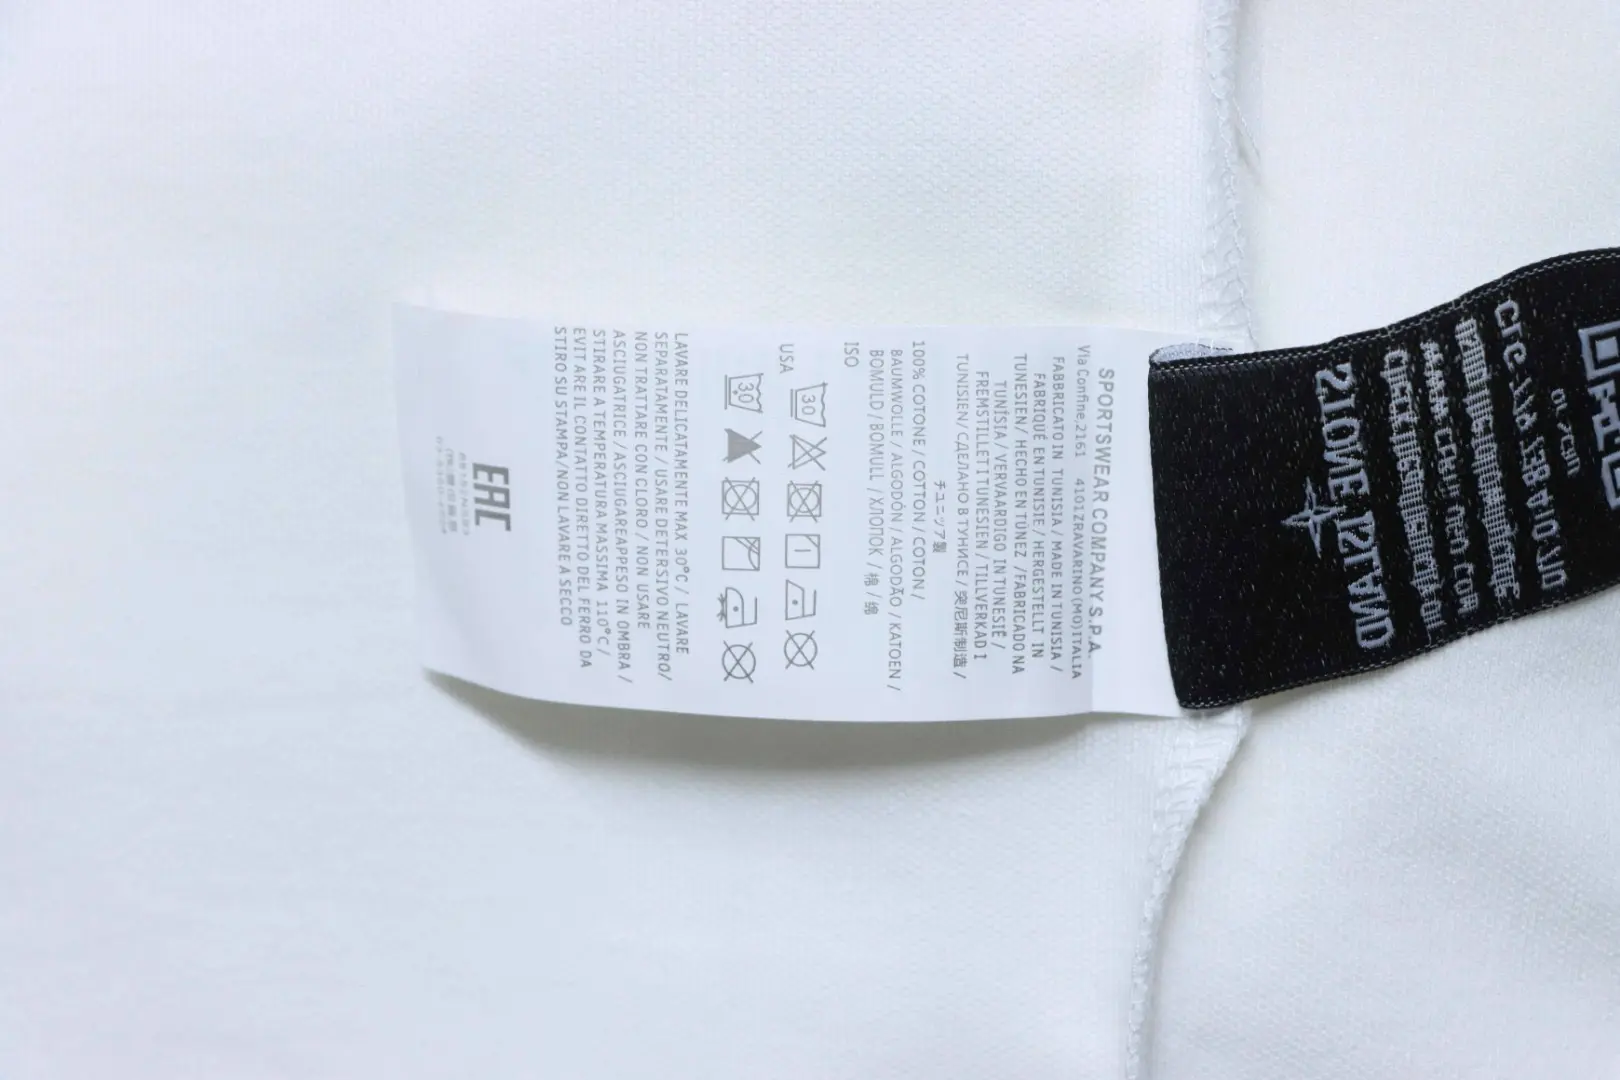 SPORTSWEAR COMPANY S.P.A.
Via Confine,2161 41017RAVARINO (MO)ITALIA
FABBRICATO IN TUNISIA / MADE IN TUNISIA /
FABRIQUÉ EN TUNISIE / HERGESTELLT IN
TUNESIEN/ HECHO EN TÚNEZ /FABRICADO NA
TUNÍSIA / VERVAARDIGD IN TUNESIË /
FREMSTILLET I TUNESIEN / TILLVERKAD I
TUNISIEN/ СДЕЛАНО В ТУНИСЕ / 突尼斯制造 /
チュニジア製
100% COTONE / COTTON / COTON /
BAUMWOLLE / ALGODÓN / ALGODÃO / KATOEN /
BOMULD / BOMULL / ХЛОПОК / 棉 / 綿
ISO
30
USA
30
LAVARE DELICATAMENTE MAX 30°C / LAVARE
SEPARATAMENTE / USARE DETERSIVO NEUTRO/
NON TRATTARE CON CLORO / NON USARE
ASCIUGATRICE / ASCIUGARE APPESO IN OMBRA /
STIRARE A TEMPERATURA MASSIMA 110°C /
EVITARE IL CONTATTO DIRETTO DEL FERRO DA
STIRO SU STAMPA/NON LAVARE A SECCO
EAC
STONE ISLAND